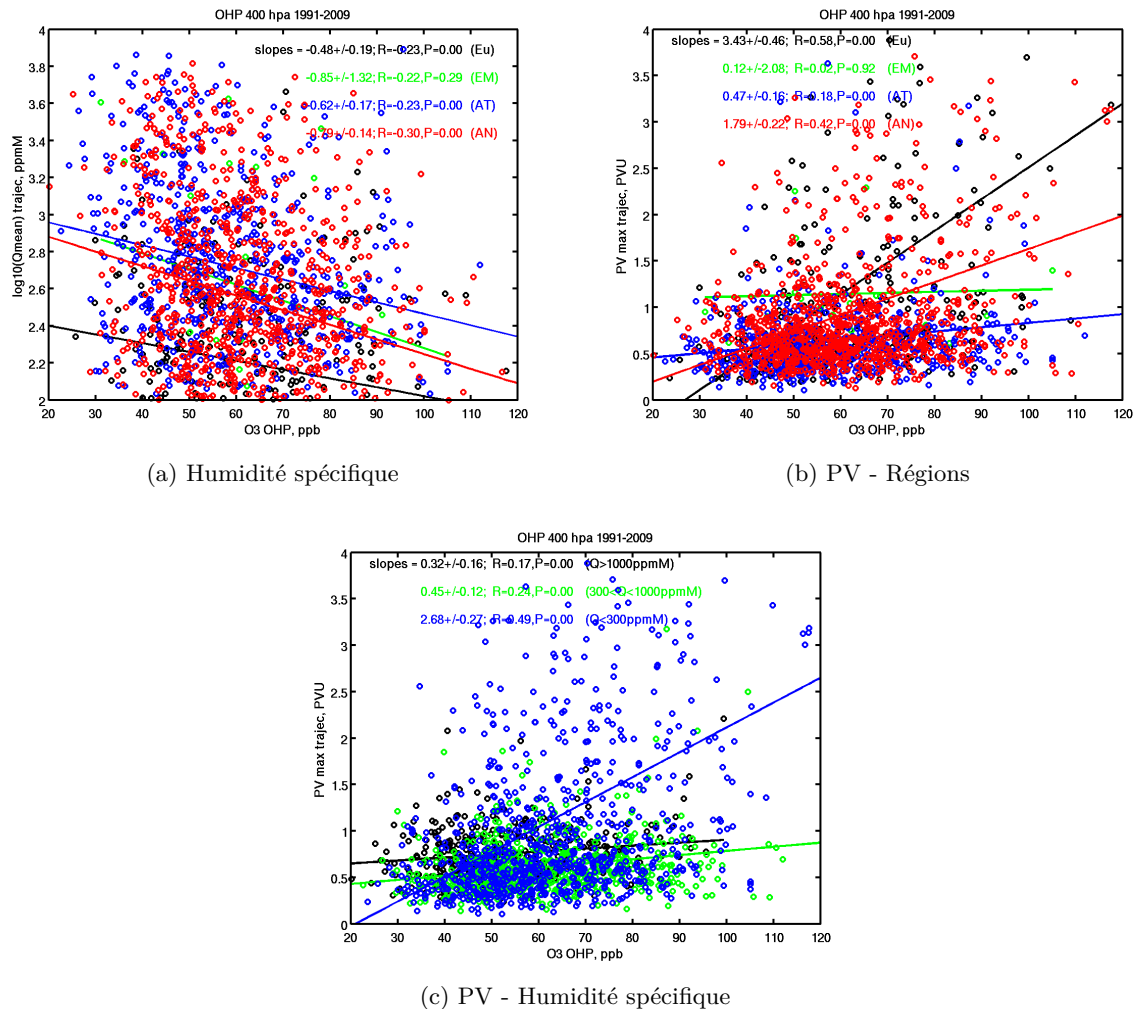 OHP 400 hpa 1991-2009
slopes = -0.48+/-0.19; R=-0.23,P=0.00 (Eu)
-0.85+/-1.32; R=-0.22,P=0.29 (EM)
-0.62+/-0.17; R=-0.23,P=0.00 (AT)
-0.79+/-0.14; R=-0.30,P=0.00 (AN)
log10(Qmean) trajec, ppmM
4
3.8
3.6
3.4
3.2
3
2.8
2.6
2.4
2.2
2
20 30 40 50 60 70 80 90 100 110 120
O3 OHP, ppb
(a) Humidité spécifique
OHP 400 hpa 1991-2009
slopes = 3.43+/-0.46; R=0.58,P=0.00 (Eu)
0.12+/-2.08; R=0.02,P=0.92 (EM)
0.47+/-0.16; R=0.18,P=0.00 (AT)
1.79+/-0.22; R=0.42,P=0.00 (AN)
PV max trajec, PVU
4
3.5
3
2.5
2
1.5
1
0.5
0
20 30 40 50 60 70 80 90 100 110 120
O3 OHP, ppb
(b) PV - Régions
OHP 400 hpa 1991-2009
slopes = 0.32+/-0.16; R=0.17,P=0.00 (Q>1000ppmM)
0.45+/-0.12; R=0.24,P=0.00 (300<Q<1000ppmM)
2.68+/-0.27; R=0.49,P=0.00 (Q<300ppmM)
PV max trajec, PVU
4
3.5
3
2.5
2
1.5
1
0.5
0
20 30 40 50 60 70 80 90 100 110 120
O3 OHP, ppb
(c) PV - Humidité spécifique